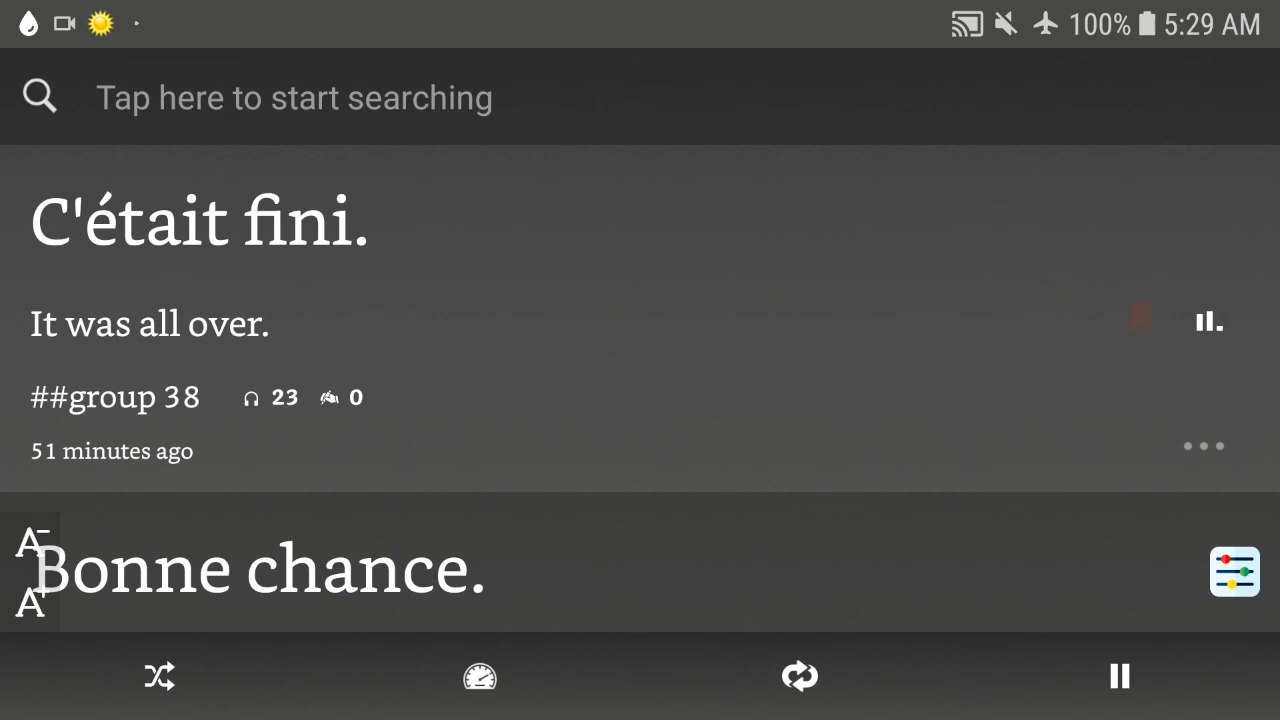 100% 5:29 AM
Tap here to start searching
C'était fini.
It was all over.
##group 38 23 0
51 minutes ago
A-
Bonne chance.
A+